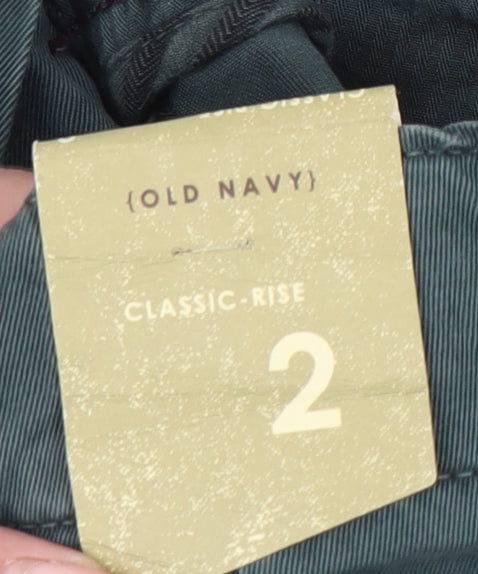 {OLD NAVY}
CLASSIC-RISE
2